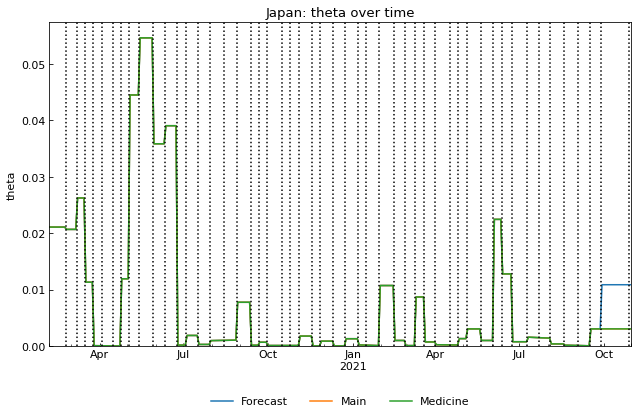 Japan: theta over time
theta
0.05
0.04
0.03
0.02
0.01
0.00
Apr Jul Oct Jan Apr Jul Oct
2021
Forecast Main Medicine